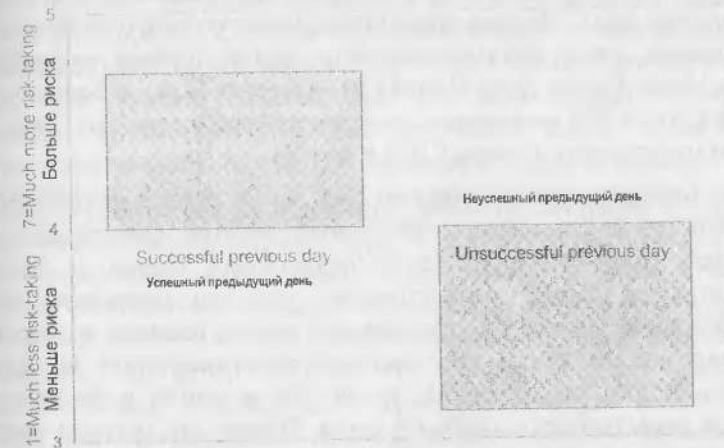 5
7=Much more risk-taking
Больше риска
4
1=Much less risk-taking
Меньше риска
3
Successful previous day
Успешный предыдущий день
Неуспешный предыдущий день
Unsuccessful previous day